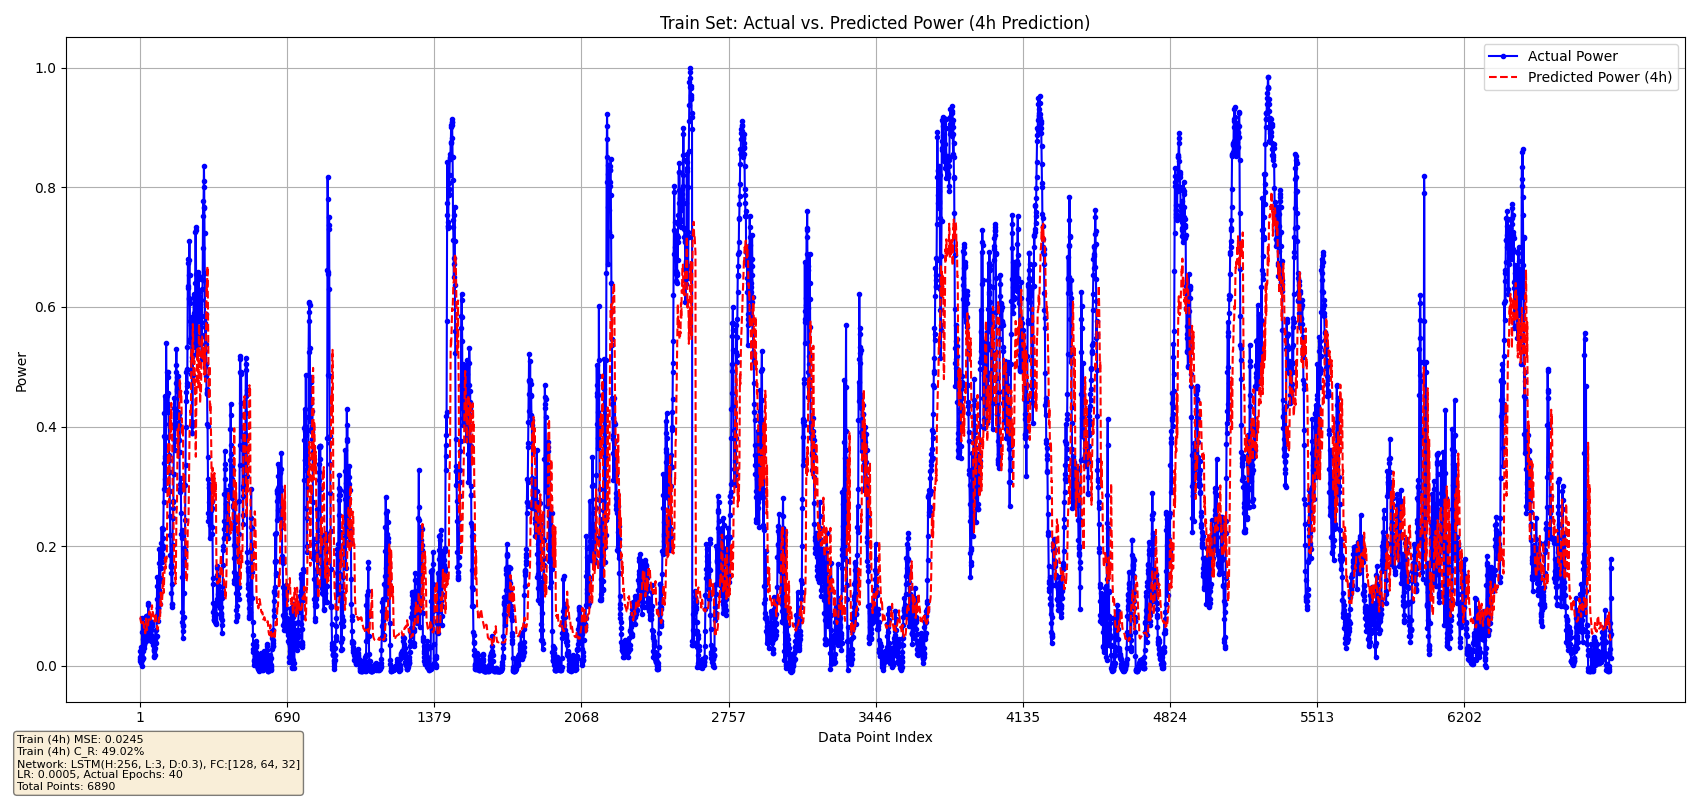 Train Set: Actual vs. Predicted Power (4h Prediction)
Actual Power
Predicted Power (4h)
1.0
0.8
0.6
0.4
0.2
0.0
Power
1 690 1379 2068 2757 3446 4135 4824 5513 6202
Data Point Index
Train (4h) MSE: 0.0245
Train (4h) C_R: 49.02%
Network: LSTM(H:256, L:3, D:0.3), FC:[128, 64, 32]
LR: 0.0005, Actual Epochs: 40
Total Points: 6890